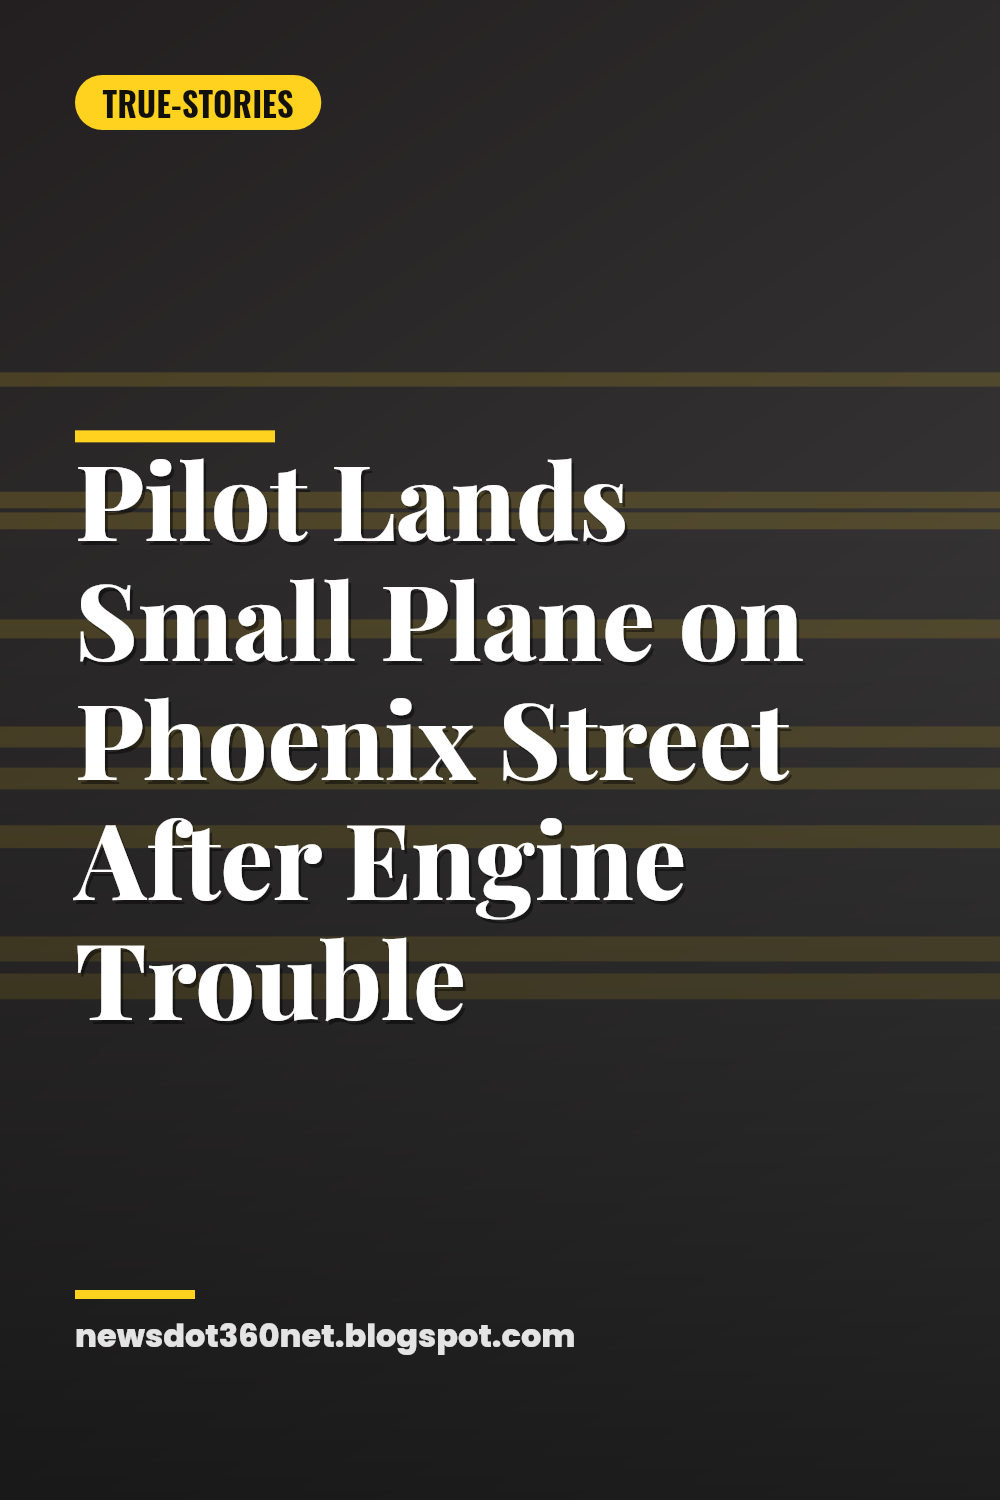 TRUE-STORIES
Pilot Lands
Small Plane on
Phoenix Street
After Engine
Trouble
newsdot360net.blogspot.com